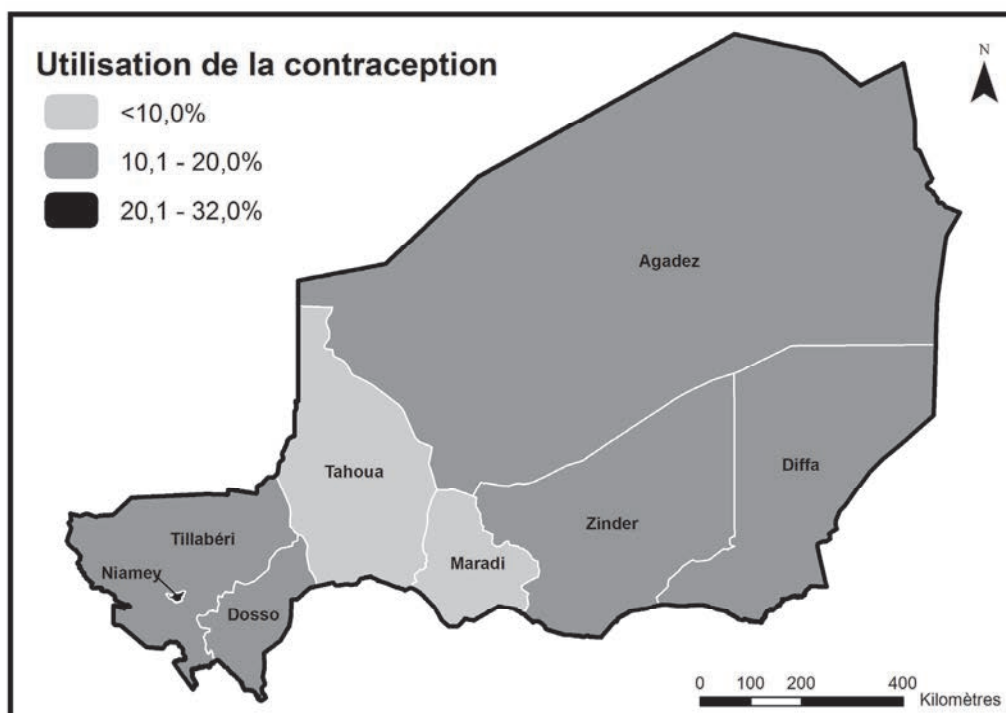 Utilisation de la contraception
<10,0%
10,1 - 20,0%
20,1 - 32,0%
N
Agadez
Tahoua
Diffa
Zinder
Tillabéri
Maradi
Niamey
Dosso
0 100 200 400
Kilomètres